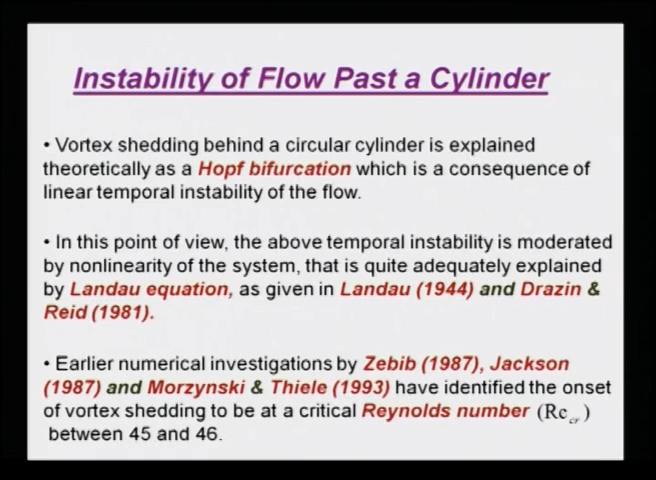 Instability of Flow Past a Cylinder
• Vortex shedding behind a circular cylinder is explained
theoretically as a Hopf bifurcation which is a consequence of
linear temporal instability of the flow.
• In this point of view, the above temporal instability is moderated
by nonlinearity of the system, that is quite adequately explained
by Landau equation, as given in Landau (1944) and Drazin &
Reid (1981).
• Earlier numerical investigations by Zebib (1987), Jackson
(1987) and Morzynski & Thiele (1993) have identified the onset
of vortex shedding to be at a critical Reynolds number (Re_cr)
between 45 and 46.